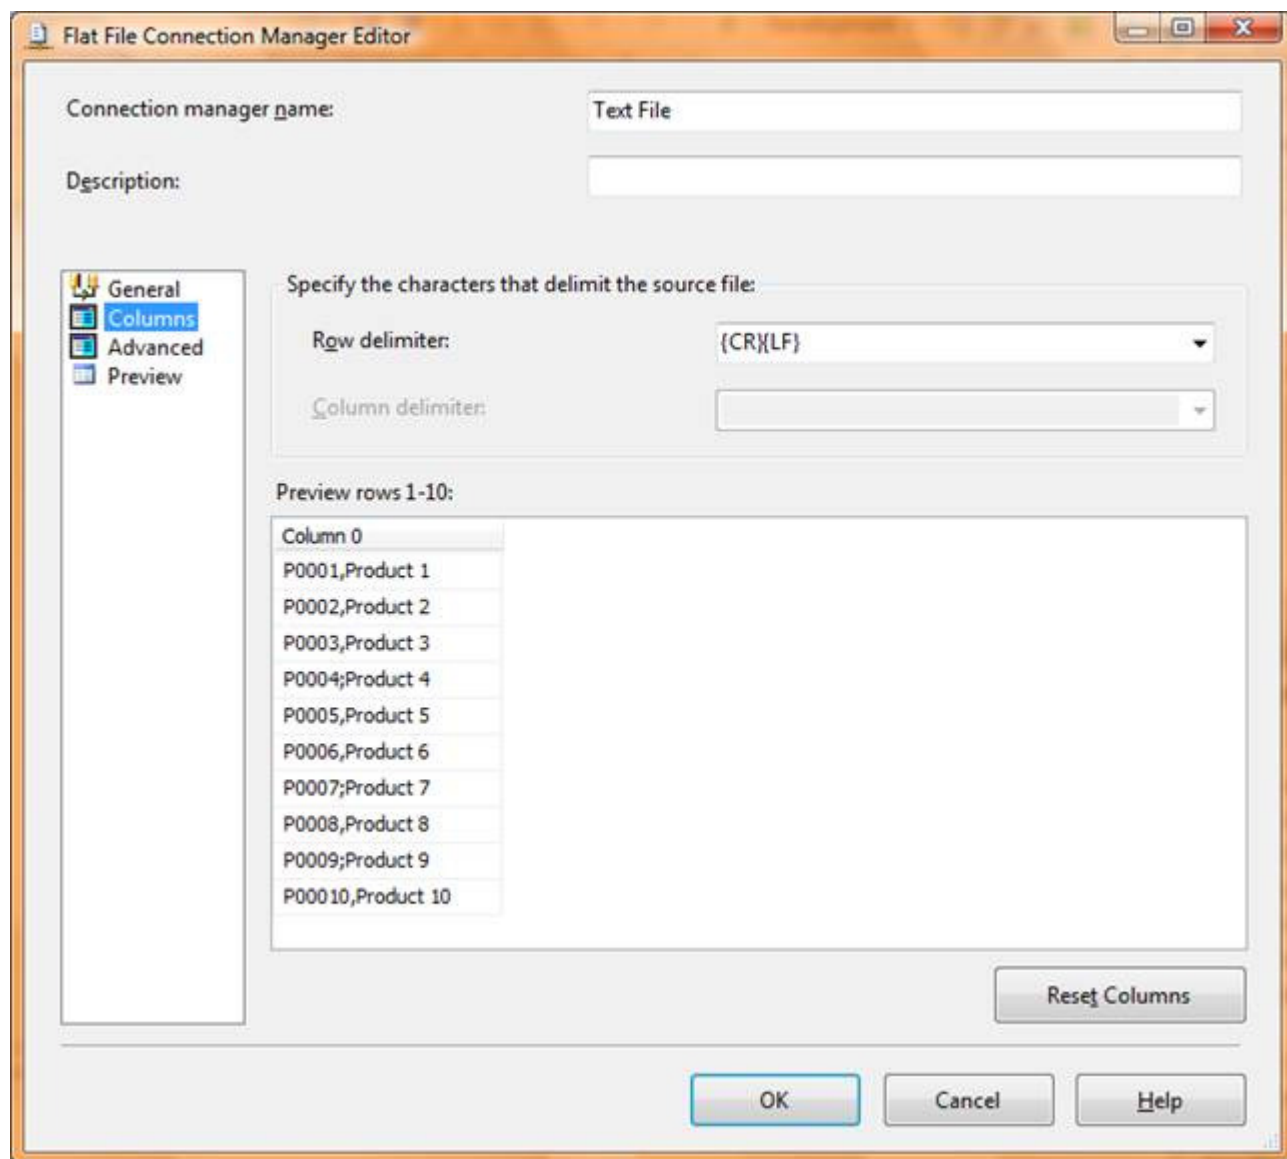 Flat File Connection Manager Editor
Connection manager name: Text File
Description:
General
Columns
Advanced
Preview
Specify the characters that delimit the source file:
Row delimiter: {CR}{LF}
Column delimiter:
Preview rows 1-10:
Column 0
P0001,Product 1
P0002,Product 2
P0003,Product 3
P0004;Product 4
P0005,Product 5
P0006,Product 6
P0007;Product 7
P0008,Product 8
P0009;Product 9
P00010,Product 10
Reset Columns
OK Cancel Help